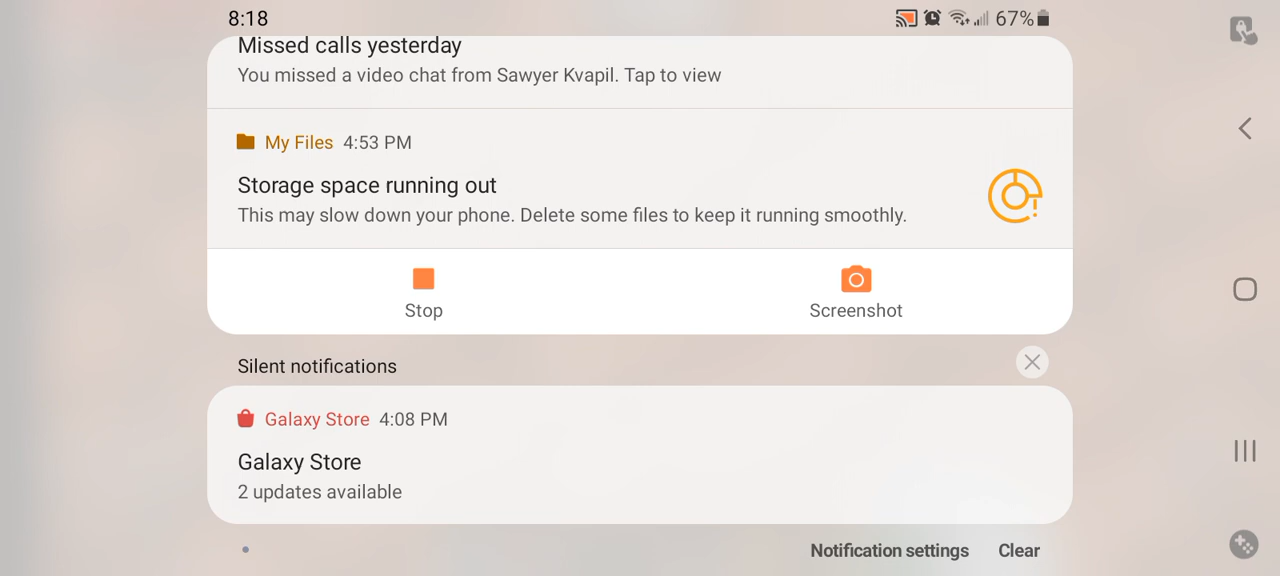 8:18
67%
Missed calls yesterday
You missed a video chat from Sawyer Kvapil. Tap to view
My Files 4:53 PM
Storage space running out
This may slow down your phone. Delete some files to keep it running smoothly.
Stop
Screenshot
Silent notifications
Galaxy Store 4:08 PM
Galaxy Store
2 updates available
Notification settings Clear